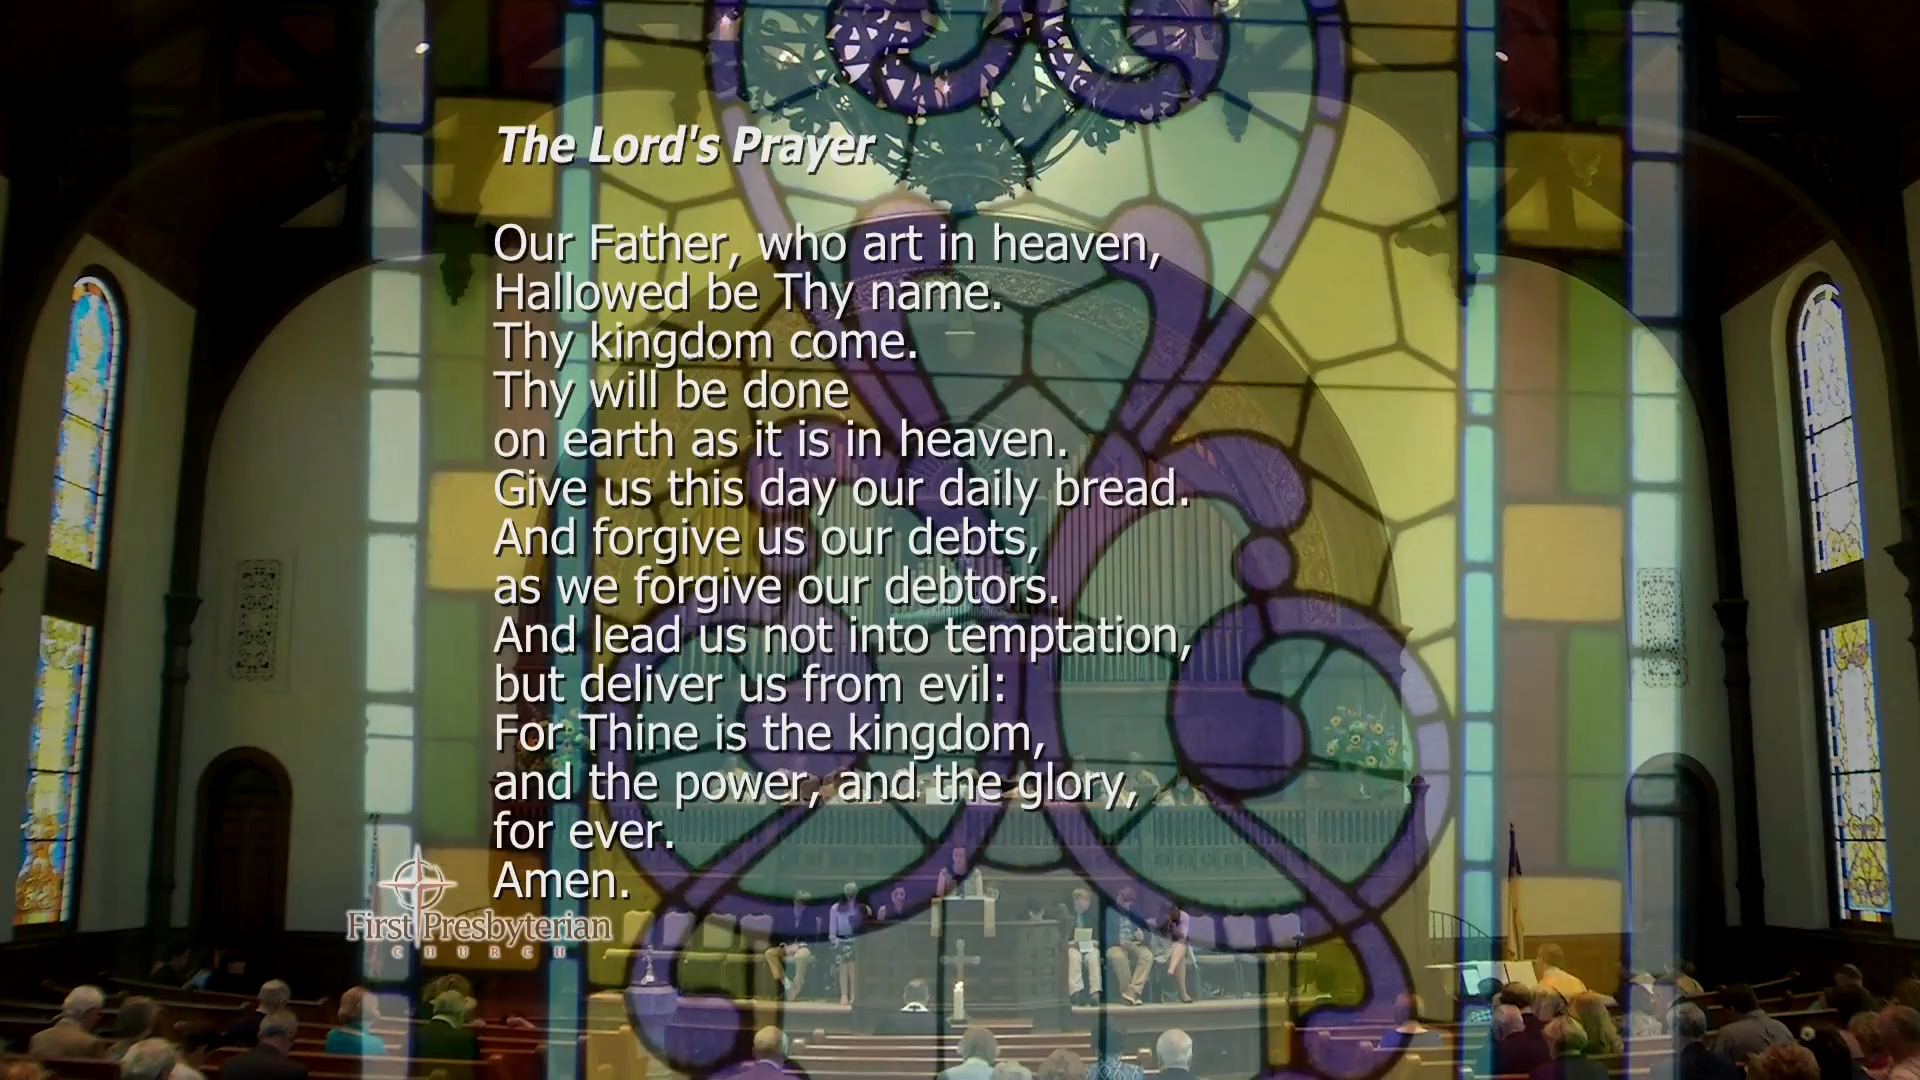 The Lord's Prayer
Our Father, who art in heaven,
Hallowed be Thy name.
Thy kingdom come.
Thy will be done
on earth as it is in heaven.
Give us this day our daily bread.
And forgive us our debts,
as we forgive our debtors.
And lead us not into temptation,
but deliver us from evil:
For Thine is the kingdom,
and the power, and the glory,
for ever.
Amen.
First Presbyterian
CHURCH